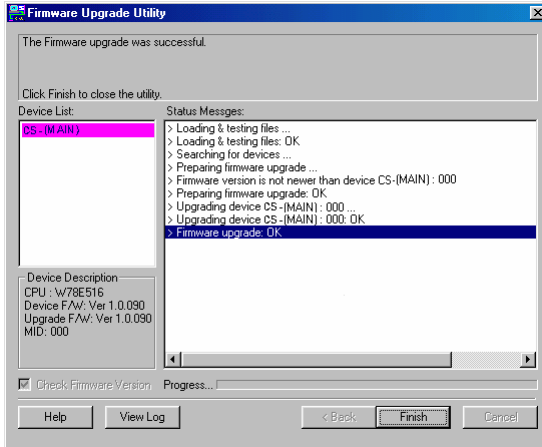 Firmware Upgrade Utility
The Firmware upgrade was successful.
Click Finish to close the utility.
Device List:
CS-(MAIN)
Status Messges:
> Loading & testing files ...
> Loading & testing files: OK
> Searching for devices ...
> Preparing firmware upgrade ...
> Firmware version is not newer than device CS-(MAIN) : 000
> Preparing firmware upgrade: OK
> Upgrading device CS-(MAIN) : 000 ...
> Upgrading device CS-(MAIN) : 000: OK
> Firmware upgrade: OK
Device Description
CPU : W78E516
Device F/W: Ver 1.0.090
Upgrade F/W: Ver 1.0.090
MID: 000
Check Firmware Version
Progress...
Help
View Log
< Back
Finish
Cancel